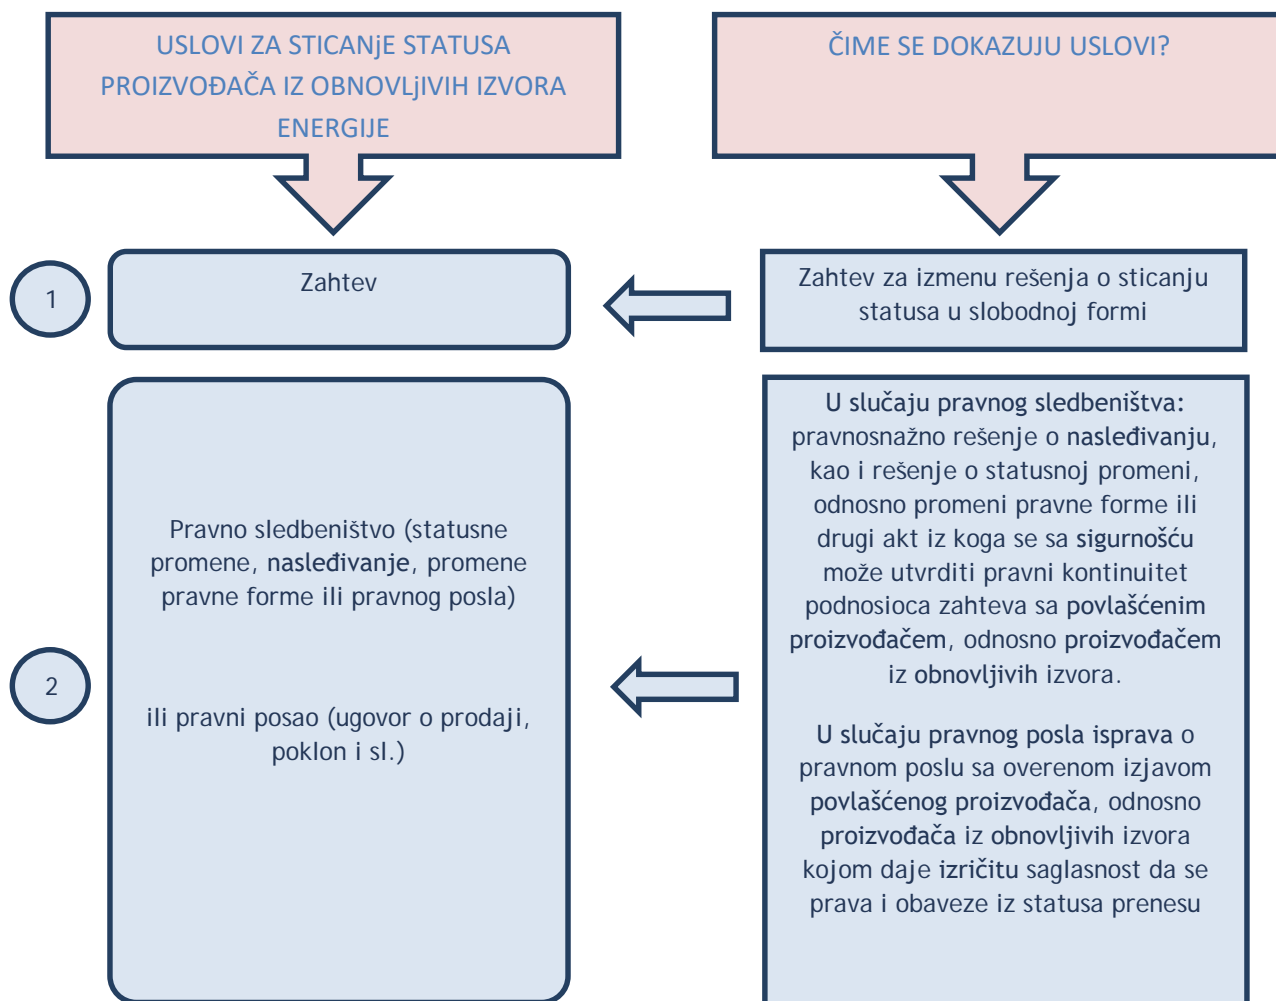 USLOVI ZA STICANjE STATUSA
PROIZVOĐAČA IZ OBNOVLjIVIH IZVORA
ENERGIJE
ČIME SE DOKAZUJU USLOVI?
1
Zahtev
Zahtev za izmenu rešenja o sticanju
statusa u slobodnoj formi
2
Pravno sledbeništvo (statusne
promene, nasleđivanje, promene
pravne forme ili pravnog posla)
ili pravni posao (ugovor o prodaji,
poklon i sl.)
U slučaju pravnog sledbeništva:
pravnosnažno rešenje o nasleđivanju,
kao i rešenje o statusnoj promeni,
odnosno promeni pravne forme ili
drugi akt iz koga se sa sigurnošću
može utvrditi pravni kontinuitet
podnosioca zahteva sa povlašćenim
proizvođačem, odnosno proizvođačem
iz obnovljivih izvora.
U slučaju pravnog posla isprava o
pravnom poslu sa overenom izjavom
povlašćenog proizvođača, odnosno
proizvođača iz obnovljivih izvora
kojom daje izričitu saglasnost da se
prava i obaveze iz statusa prenesu